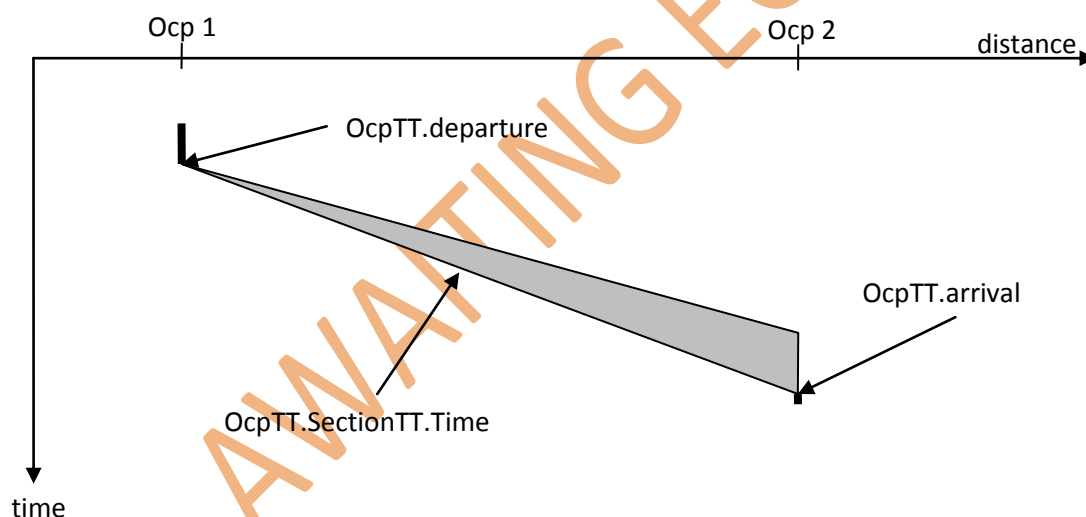 Ocp 1
Ocp 2
distance
OcpTT.departure
OcpTT.arrival
OcpTT.SectionTT.Time
time
AWAITING